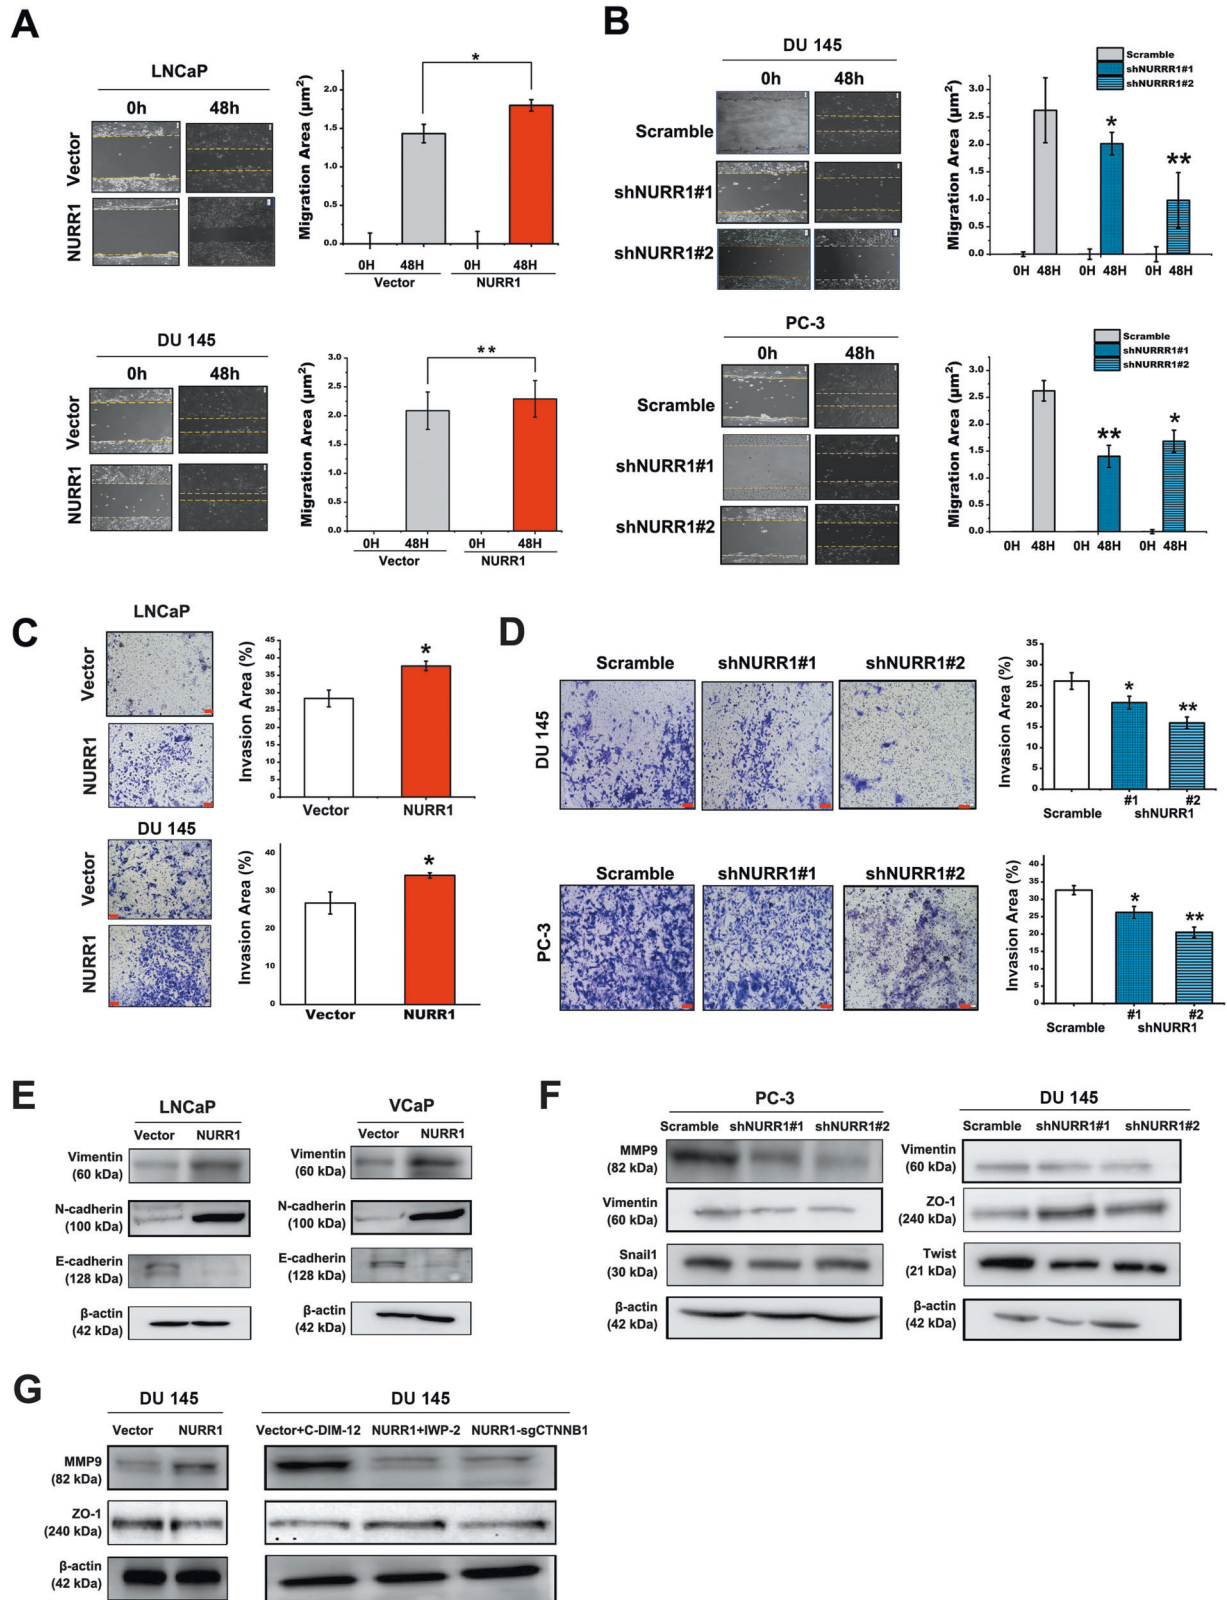 A
LNCaP
0h 48h
Vector
NURR1
Migration Area (µm²)
2.0
1.5
1.0
0.5
0.0
*
0H 48H 0H 48H
Vector NURR1
DU 145
0h 48h
Vector
NURR1
Migration Area (µm²)
3.0
2.5
2.0
1.5
1.0
0.5
0.0
**
0H 48H 0H 48H
Vector NURR1
B
DU 145
0h 48h
Scramble
shNURR1#1
shNURR1#2
Scramble
shNURRR1#1
shNURRR1#2
Migration Area (µm²)
3.0
2.5
2.0
1.5
1.0
0.5
0.0
*
**
0H 48H 0H 48H 0H 48H
PC-3
0h 48h
Scramble
shNURR1#1
shNURR1#2
Scramble
shNURRR1#1
shNURRR1#2
Migration Area (µm²)
3.0
2.5
2.0
1.5
1.0
0.5
0.0
**
*
0H 48H 0H 48H 0H 48H
C
LNCaP
Vector
NURR1
Invasion Area (%)
45
40
35
30
25
20
15
10
5
0
*
Vector NURR1
DU 145
Vector
NURR1
Invasion Area (%)
40
30
20
10
0
*
Vector NURR1
D
Scramble shNURR1#1 shNURR1#2
DU 145
Invasion Area (%)
35
30
25
20
15
10
5
0
*
**
#1 #2
Scramble shNURR1
Scramble shNURR1#1 shNURR1#2
PC-3
Invasion Area (%)
40
35
30
25
20
15
10
5
0
*
**
#1 #2
Scramble shNURR1
E
LNCaP
Vector NURR1
Vimentin
(60 kDa)
N-cadherin
(100 kDa)
E-cadherin
(128 kDa)
β-actin
(42 kDa)
VCaP
Vector NURR1
Vimentin
(60 kDa)
N-cadherin
(100 kDa)
E-cadherin
(128 kDa)
β-actin
(42 kDa)
F
PC-3
Scramble shNURR1#1 shNURR1#2
MMP9
(82 kDa)
Vimentin
(60 kDa)
Snail1
(30 kDa)
β-actin
(42 kDa)
DU 145
Scramble shNURR1#1 shNURR1#2
Vimentin
(60 kDa)
ZO-1
(240 kDa)
Twist
(21 kDa)
β-actin
(42 kDa)
G
DU 145
Vector NURR1
MMP9
(82 kDa)
ZO-1
(240 kDa)
β-actin
(42 kDa)
DU 145
Vector+C-DIM-12 NURR1+IWP-2 NURR1-sgCTNNB1